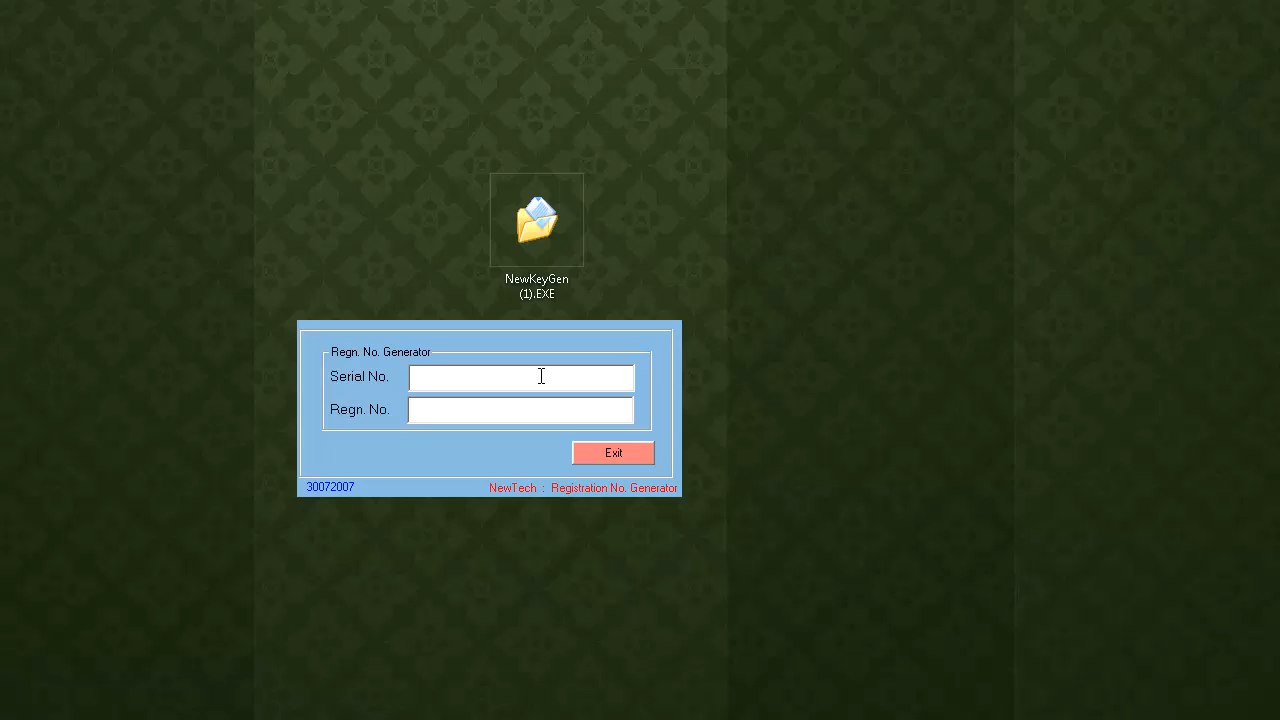 NewKeyGen
(1).EXE
Regn. No. Generator
Serial No.
Regn. No.
Exit
30072007
NewTech : Registration No. Generator